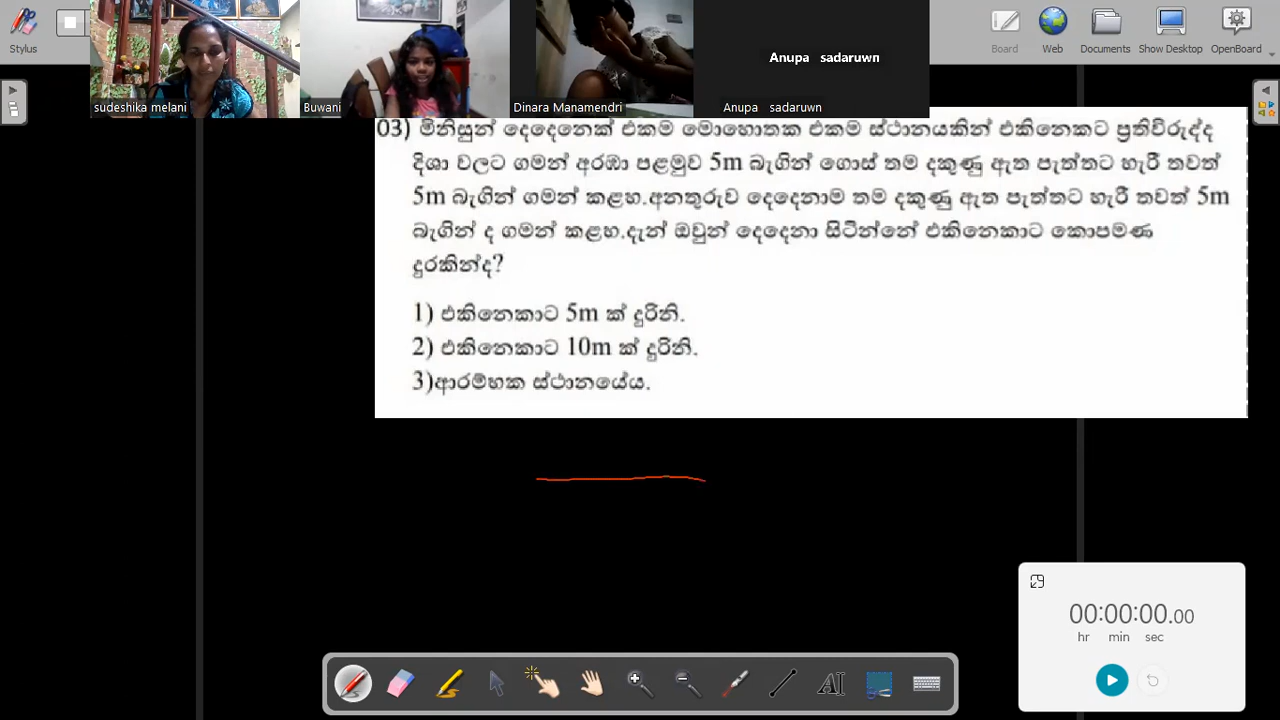 Stylus
sudeshika melani
Buwani
Dinara Manamendri
Anupa sadaruwn
Anupa sadaruwn
Board
Web
Documents
Show Desktop
OpenBoard
03) මිනිසුන් දෙදෙනෙක් එකම මොහොතක එකම ස්ථානයකින් එකිනෙකට ප්‍රතිවිරුද්ද
දිශා වලට ගමන් අරඹා පළමුව 5m බැගින් ගොස් තම දකුණු ඇත පැත්තට හැරී තවත්
5m බැගින් ගමන් කළහ.අනතුරුව දෙදෙනාම තම දකුණු ඇත පැත්තට හැරී තවත් 5m
බැගින් ද ගමන් කළහ.දැන් ඔවුන් දෙදෙනා සිටින්නේ එකිනෙකාට කොපමණ
දුරකින්ද?
1) එකිනෙකාට 5m ක් දුරිනි.
2) එකිනෙකාට 10m ක් දුරිනි.
3)ආරම්භක ස්ථානයේය.
00:00:00.00
hr min sec